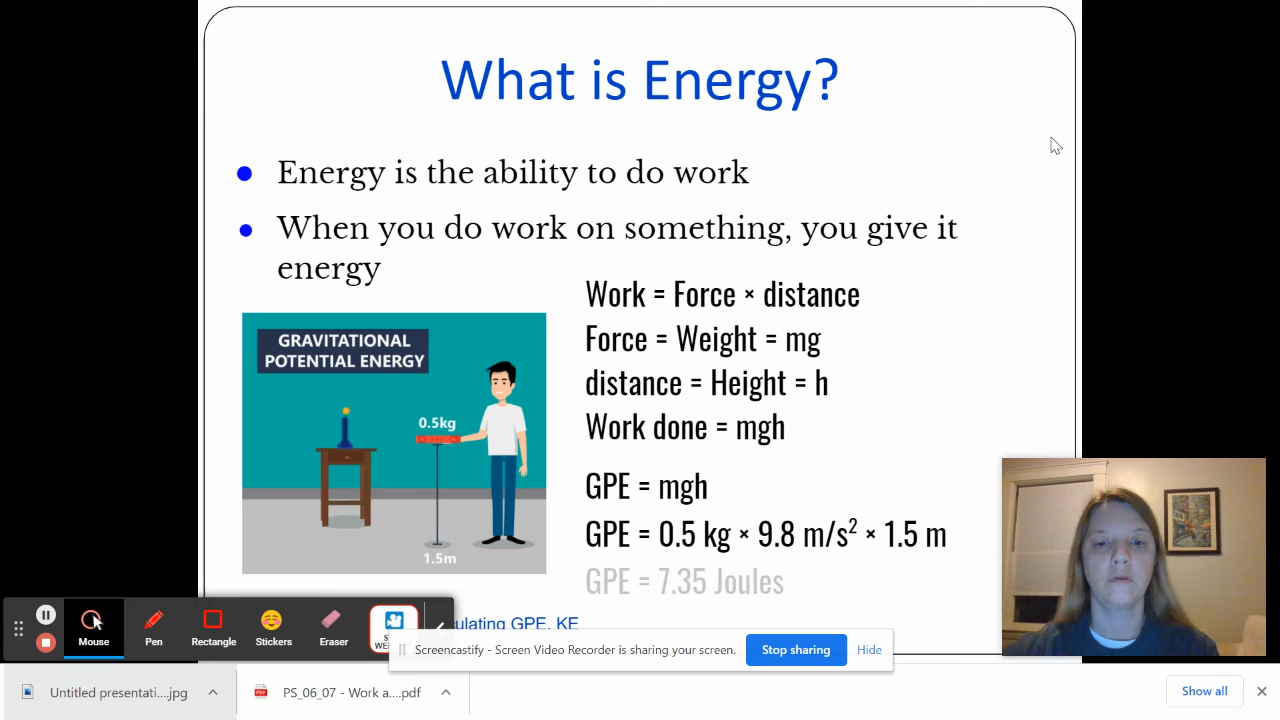 What is Energy?
Energy is the ability to do work
When you do work on something, you give it
energy
Work = Force × distance
Force = Weight = mg
distance = Height = h
Work done = mgh
GPE = mgh
GPE = 0.5 kg × 9.8 m/s² × 1.5 m
GPE = 7.35 Joules
GRAVITATIONAL
POTENTIAL ENERGY
0.5kg
1.5m
culating GPE, KE
Mouse
Pen
Rectangle
Stickers
Eraser
Screencastify - Screen Video Recorder is sharing your screen.
Stop sharing
Hide
Untitled presentati....jpg
PDF
PS_06_07 - Work a....pdf
Show all